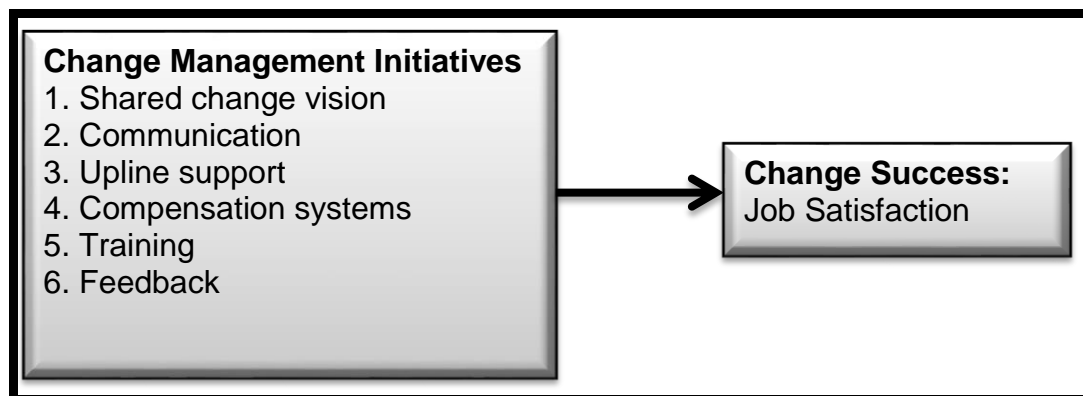 Change Management Initiatives
1. Shared change vision
2. Communication
3. Upline support
4. Compensation systems
5. Training
6. Feedback
Change Success:
Job Satisfaction